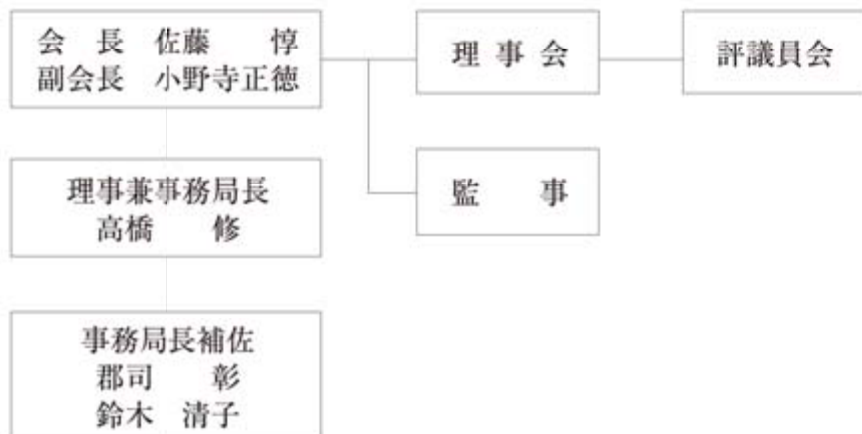 会　長　佐藤　　惇
副会長　小野寺正徳
理 事 会
評議員会
理事兼事務局長
高橋　　修
監　　事
事務局長補佐
郡司　　彰
鈴木　清子